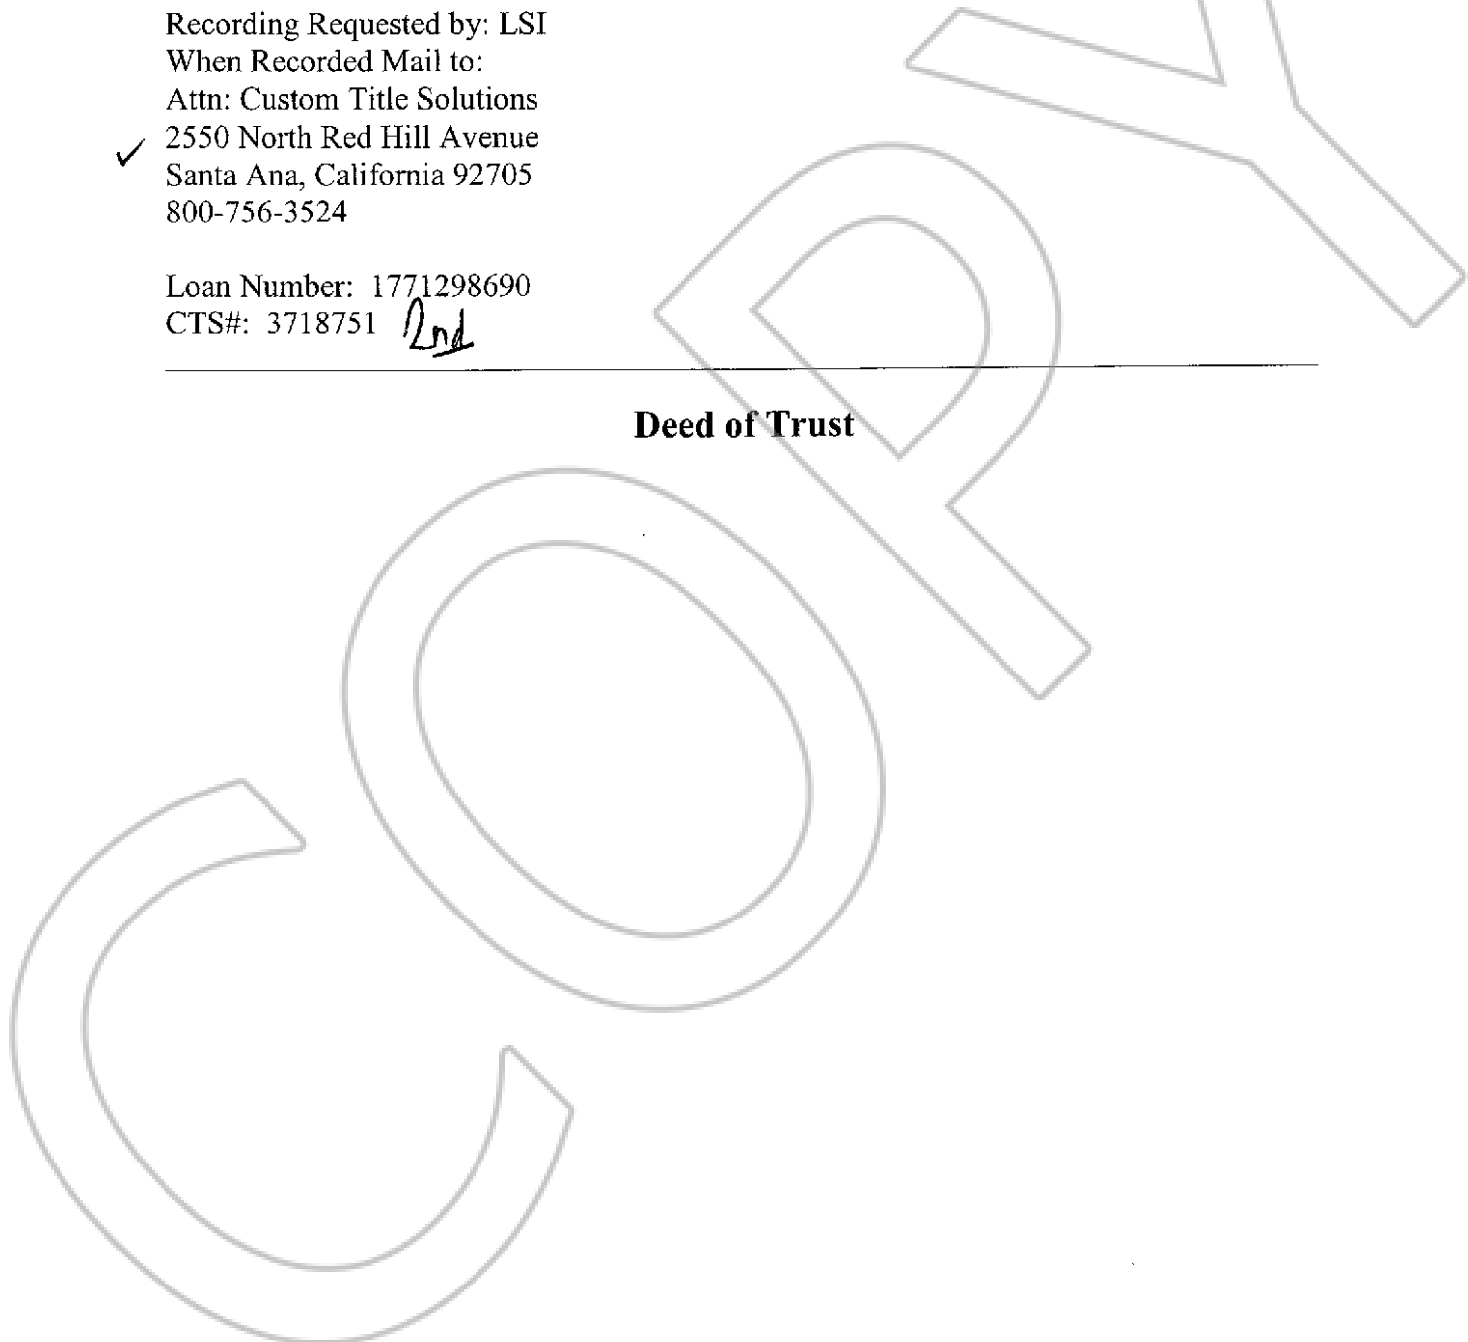 Recording Requested by: LSI
When Recorded Mail to:
Attn: Custom Title Solutions
✓ 2550 North Red Hill Avenue
Santa Ana, California 92705
800-756-3524
Loan Number: 1771298690
CTS#: 3718751 2nd
Deed of Trust
COPY